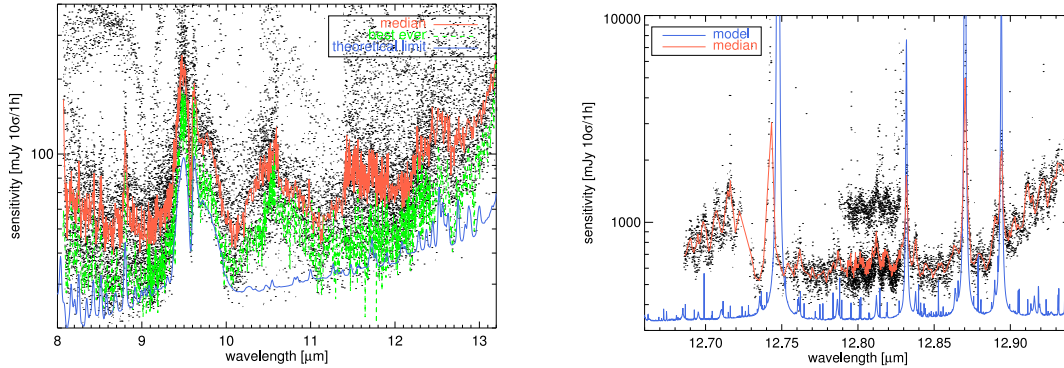 median
best ever
theoretical limit
100
sensitivity [mJy 10σ/1h]
8 9 10 11 12 13
wavelength [μm]
10000
model
median
1000
sensitivity [mJy 10σ/1h]
12.70 12.75 12.80 12.85 12.90
wavelength [μm]